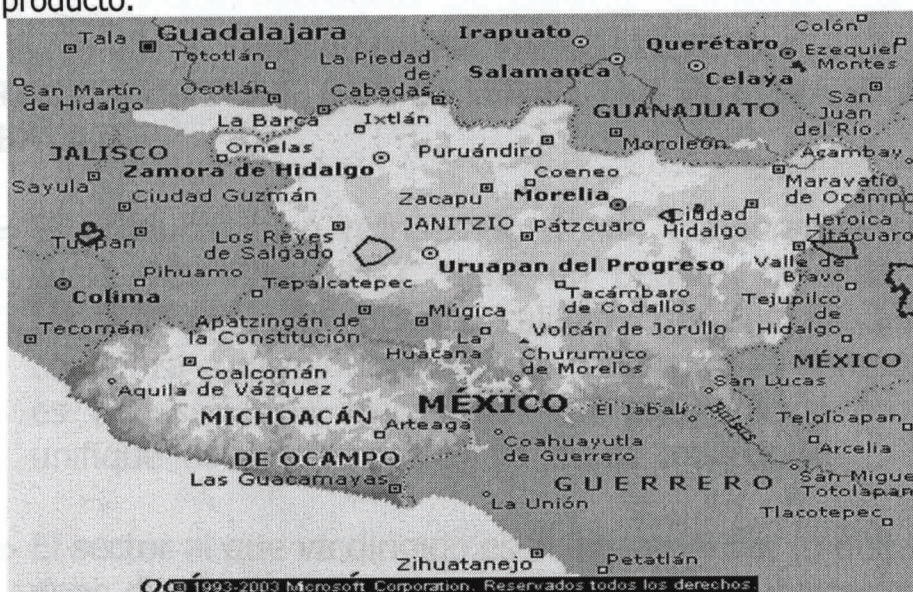 producto.
Tala
Guadalajara
Irapuato
Querétaro
Colón
Tototlán
La Piedad
de
Cabadas
Salamanca
Celaya
Ezequiel
Montes
San Martín
de Hidalgo
Ocotlán
GUANAJUATO
San
Juan
del Río
La Barca
Ixtlán
JALISCO
Ornelas
Puruándiro
Moroleón
Acambay
Zamora de Hidalgo
Coeneo
Maravatío
de Ocampo
Sayula
Ciudad Guzmán
Zacapu
Morelia
Ciudad
Hidalgo
Heroica
Zitácuaro
Tuxpan
Los Reyes
de Salgado
JANITZIO
Pátzcuaro
Valle de
Bravo
Pihuamo
Uruapan del Progreso
Colima
Tepalcatepec
Tacámbaro
de Codallos
Tejupilco
de
Hidalgo
Tecomán
Apatzingán de
la Constitución
Múgica
La
Huacana
Volcán de Jorullo
Churumuco
de Morelos
MÉXICO
Coalcomán
Aquila de Vázquez
San Lucas
MÉXICO
MICHOACÁN
DE OCAMPO
Arteaga
El Jabalí
Balsas
Teloloapan
Coahuayutla
de Guerrero
Arcelia
Las Guacamayas
GUERRERO
San Migue
Totolapan
La Unión
Tlacotepec
Zihuatanejo
Petatlán
1993-2003 Microsoft Corporation. Reservados todos los derechos.